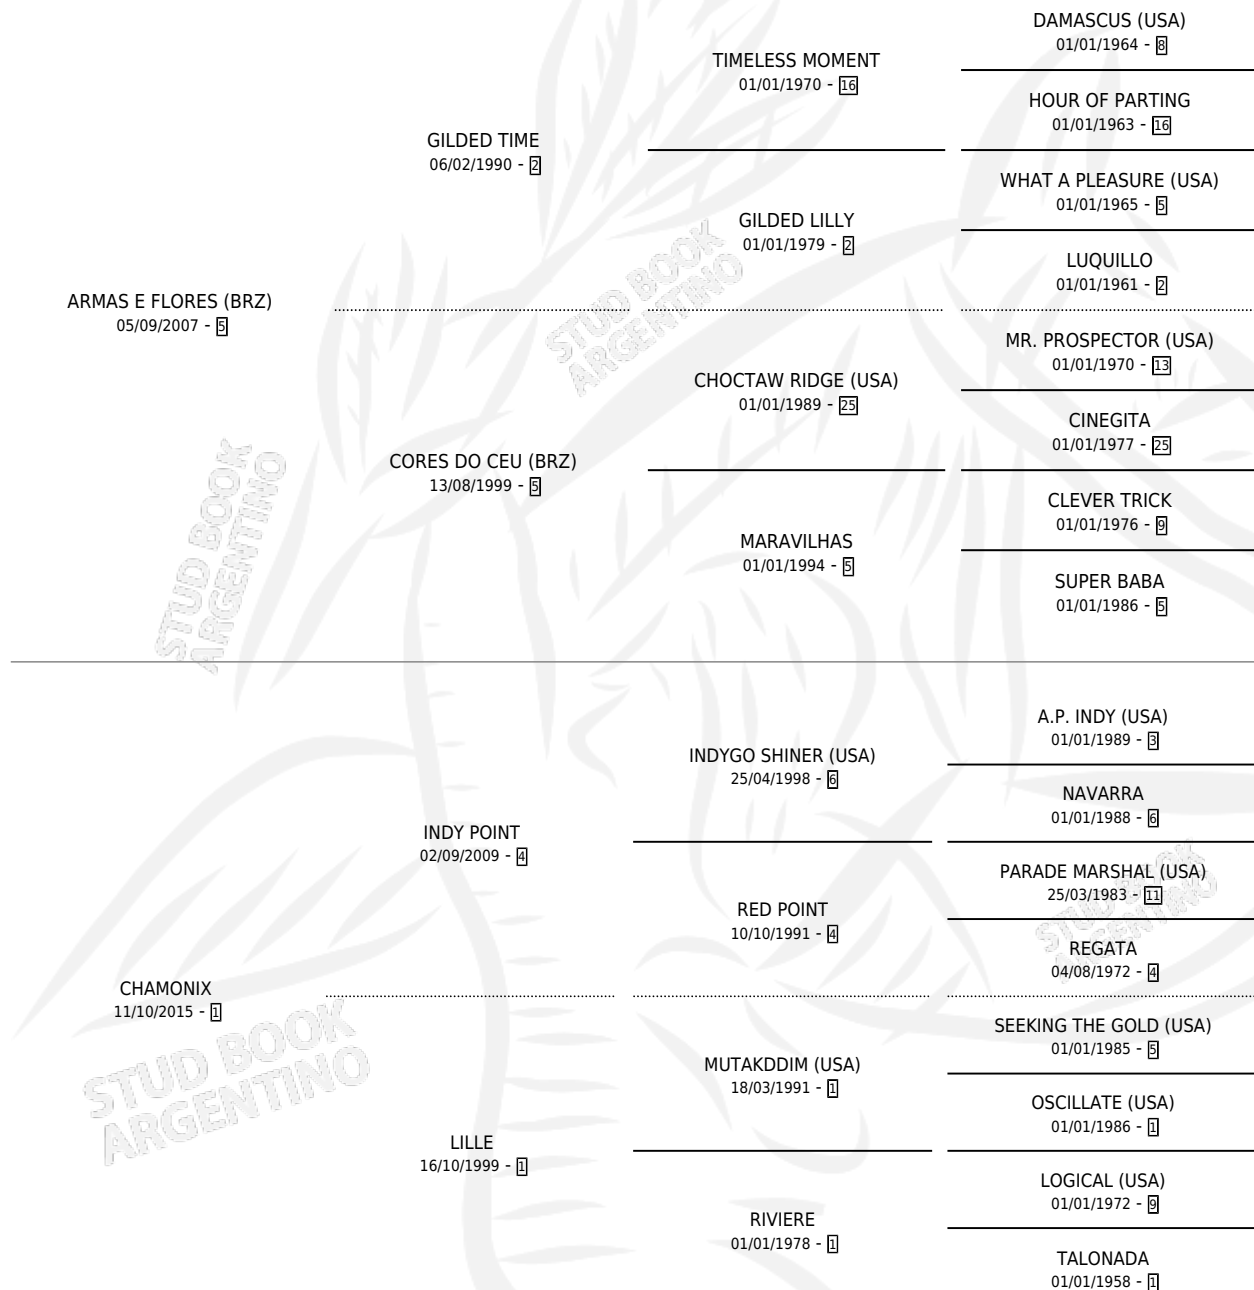 DAMASCUS (USA)
01/01/1964 - 8
TIMELESS MOMENT
01/01/1970 - 16
HOUR OF PARTING
01/01/1963 - 16
GILDED TIME
06/02/1990 - 2
WHAT A PLEASURE (USA)
01/01/1965 - 5
GILDED LILLY
01/01/1979 - 2
LUQUILLO
01/01/1961 - 2
ARMAS E FLORES (BRZ)
05/09/2007 - 5
MR. PROSPECTOR (USA)
01/01/1970 - 13
CHOCTAW RIDGE (USA)
01/01/1989 - 25
CINEGITA
01/01/1977 - 25
CORES DO CEU (BRZ)
13/08/1999 - 5
CLEVER TRICK
01/01/1976 - 9
MARAVILHAS
01/01/1994 - 5
SUPER BABA
01/01/1986 - 5
A.P. INDY (USA)
01/01/1989 - 3
INDYGO SHINER (USA)
25/04/1998 - 6
NAVARRA
01/01/1988 - 6
INDY POINT
02/09/2009 - 4
PARADE MARSHAL (USA)
25/03/1983 - 11
RED POINT
10/10/1991 - 4
REGATA
04/08/1972 - 4
CHAMONIX
11/10/2015 - 1
SEEKING THE GOLD (USA)
01/01/1985 - 5
MUTAKDDIM (USA)
18/03/1991 - 1
OSCILLATE (USA)
01/01/1986 - 1
LILLE
16/10/1999 - 1
LOGICAL (USA)
01/01/1972 - 9
RIVIERE
01/01/1978 - 1
TALONADA
01/01/1958 - 1
STUD BOOK
ARGENTINO
STUD BOOK
ARGENTINO
STUD BOOK
ARGENTINO
STUD BOOK
ARGENTINO